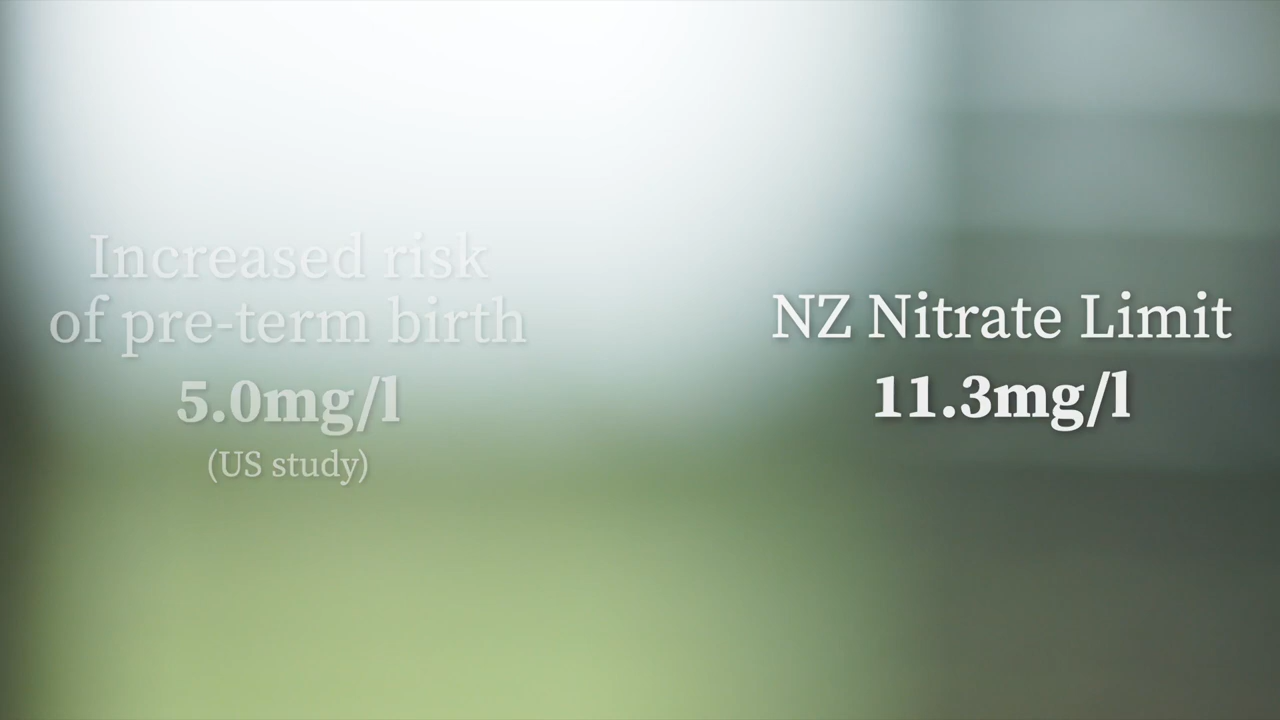 Increased risk
of pre-term birth
5.0mg/l
(US study)
NZ Nitrate Limit
11.3mg/l